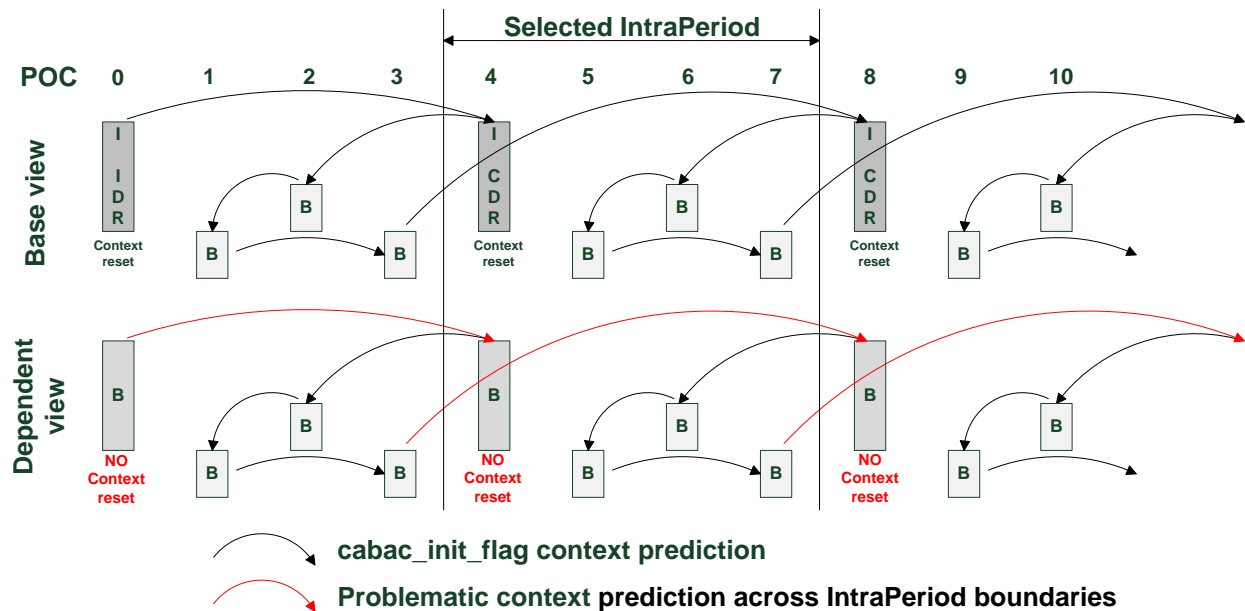 Selected IntraPeriod
POC 0 1 2 3 4 5 6 7 8 9 10
Base view
I
I
D
R
Context
reset
B
B
B
I
C
D
R
Context
reset
B
B
B
I
C
D
R
Context
reset
B
B
Dependent
view
B
NO
Context
reset
B
B
B
B
NO
Context
reset
B
B
B
B
NO
Context
reset
B
B
cabac_init_flag context prediction
Problematic context prediction across IntraPeriod boundaries